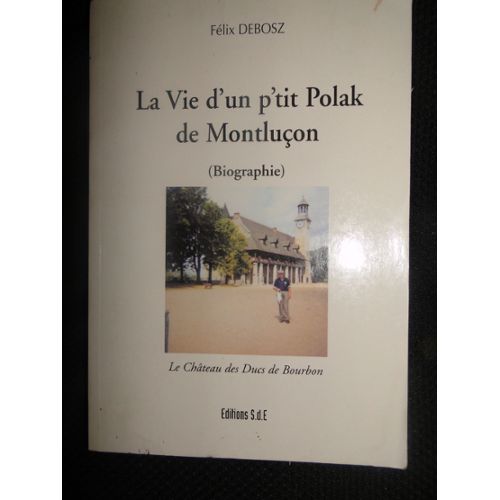 Félix DEBOSZ
La Vie d'un p'tit Polak
de Montluçon
(Biographie)
Le Château des Ducs de Bourbon
Editions S.d.E